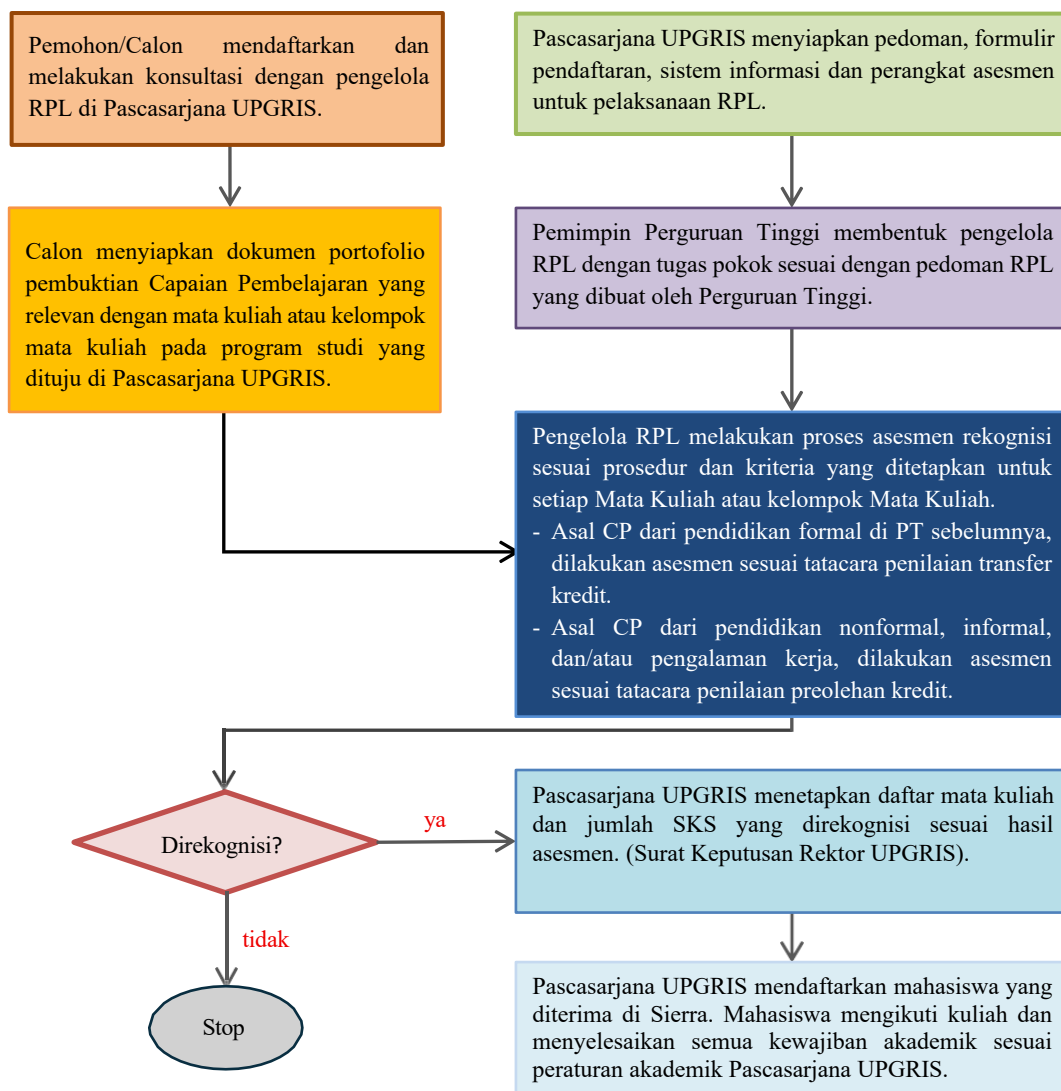 Pemohon/Calon mendaftarkan dan
melakukan konsultasi dengan pengelola
RPL di Pascasarjana UPGRIS.
Pascasarjana UPGRIS menyiapkan pedoman, formulir
pendaftaran, sistem informasi dan perangkat asesmen
untuk pelaksanaan RPL.
Calon menyiapkan dokumen portofolio
pembuktian Capaian Pembelajaran yang
relevan dengan mata kuliah atau kelompok
mata kuliah pada program studi yang
dituju di Pascasarjana UPGRIS.
Pemimpin Perguruan Tinggi membentuk pengelola
RPL dengan tugas pokok sesuai dengan pedoman RPL
yang dibuat oleh Perguruan Tinggi.
Pengelola RPL melakukan proses asesmen rekognisi
sesuai prosedur dan kriteria yang ditetapkan untuk
setiap Mata Kuliah atau kelompok Mata Kuliah.
- Asal CP dari pendidikan formal di PT sebelumnya,
dilakukan asesmen sesuai tatacara penilaian transfer
kredit.
- Asal CP dari pendidikan nonformal, informal,
dan/atau pengalaman kerja, dilakukan asesmen
sesuai tatacara penilaian preolehan kredit.
Direkognisi?
ya
Pascasarjana UPGRIS menetapkan daftar mata kuliah
dan jumlah SKS yang direkognisi sesuai hasil
asesmen. (Surat Keputusan Rektor UPGRIS).
tidak
Stop
Pascasarjana UPGRIS mendaftarkan mahasiswa yang
diterima di Sierra. Mahasiswa mengikuti kuliah dan
menyelesaikan semua kewajiban akademik sesuai
peraturan akademik Pascasarjana UPGRIS.